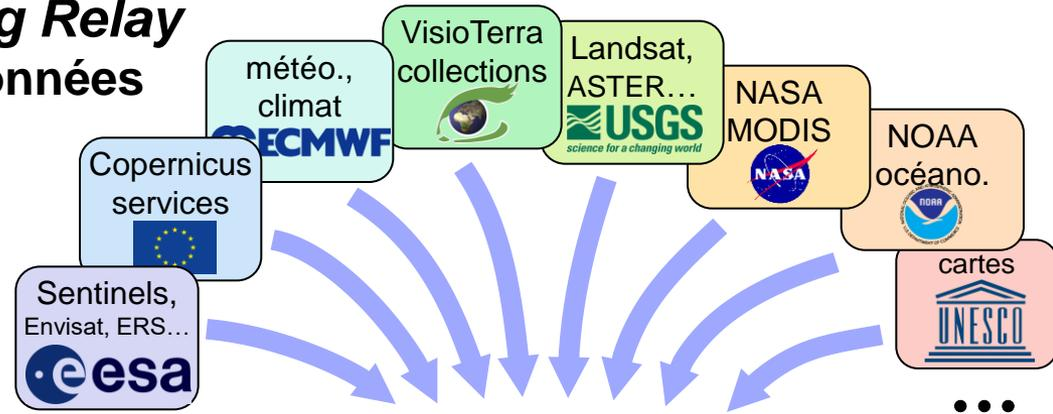 g Relay
onnées
VisioTerra
collections
météo.,
climat
ECMWF
Landsat,
ASTER…
USGS
science for a changing world
NASA
MODIS
NASA
NOAA
océano.
NOAA
Copernicus
services
Sentinels,
Envisat, ERS…
esa
cartes
UNESCO
...